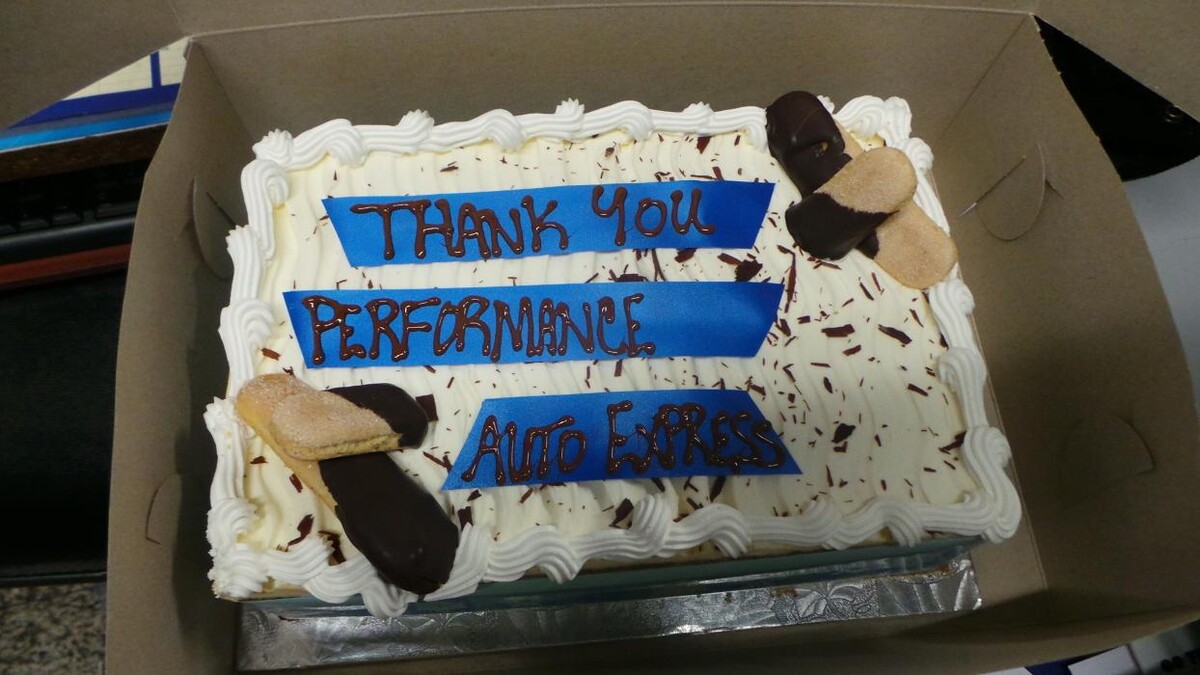 THANK YOU
PERFORMANCE
AUTO EXPRESS